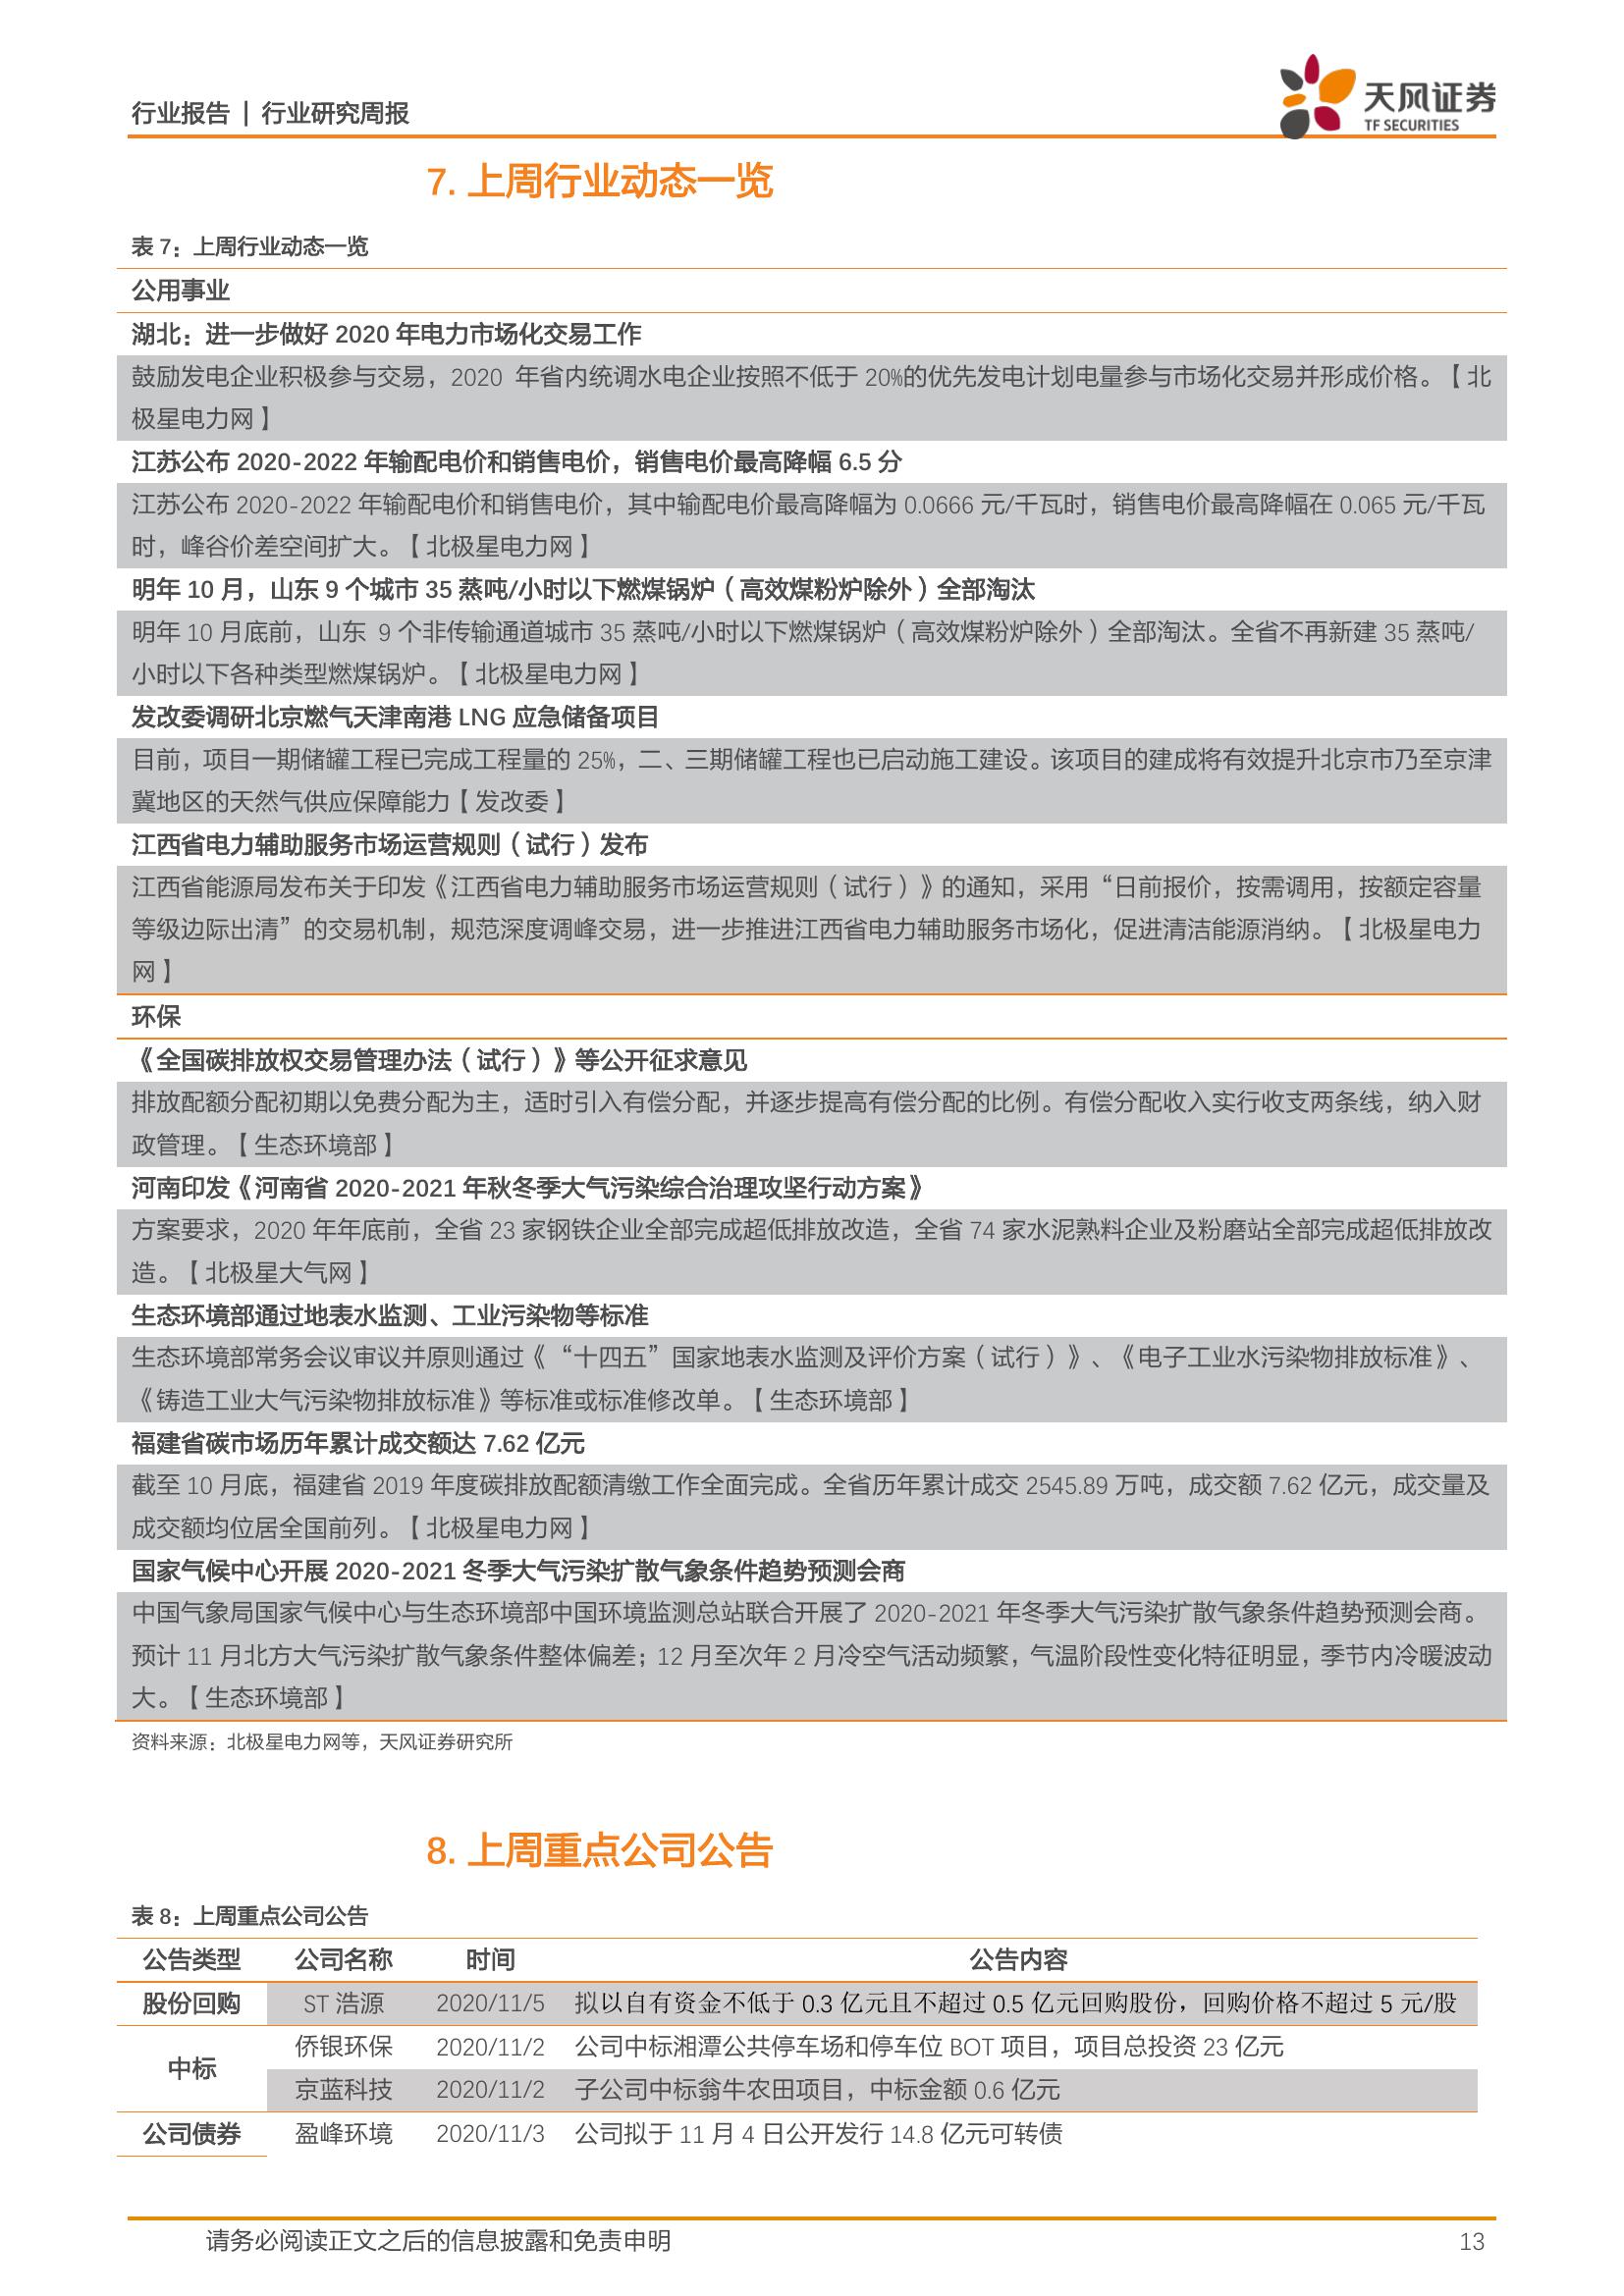 行业报告 | 行业研究周报
天风证券
TF SECURITIES
7. 上周行业动态一览
表 7：上周行业动态一览
公用事业
湖北：进一步做好 2020 年电力市场化交易工作
鼓励发电企业积极参与交易，2020 年省内统调水电企业按照不低于 20%的优先发电计划电量参与市场化交易并形成价格。【北
极星电力网】
江苏公布 2020-2022 年输配电价和销售电价，销售电价最高降幅 6.5 分
江苏公布 2020-2022 年输配电价和销售电价，其中输配电价最高降幅为 0.0666 元/千瓦时，销售电价最高降幅在 0.065 元/千瓦
时，峰谷价差空间扩大。【北极星电力网】
明年 10 月，山东 9 个城市 35 蒸吨/小时以下燃煤锅炉（高效煤粉炉除外）全部淘汰
明年 10 月底前，山东 9 个非传输通道城市 35 蒸吨/小时以下燃煤锅炉（高效煤粉炉除外）全部淘汰。全省不再新建 35 蒸吨/
小时以下各种类型燃煤锅炉。【北极星电力网】
发改委调研北京燃气天津南港 LNG 应急储备项目
目前，项目一期储罐工程已完成工程量的 25%，二、三期储罐工程也已启动施工建设。该项目的建成将有效提升北京市乃至京津
冀地区的天然气供应保障能力【发改委】
江西省电力辅助服务市场运营规则（试行）发布
江西省能源局发布关于印发《江西省电力辅助服务市场运营规则（试行）》的通知，采用“日前报价，按需调用，按额定容量
等级边际出清”的交易机制，规范深度调峰交易，进一步推进江西省电力辅助服务市场化，促进清洁能源消纳。【北极星电力
网】
环保
《全国碳排放权交易管理办法（试行）》等公开征求意见
排放配额分配初期以免费分配为主，适时引入有偿分配，并逐步提高有偿分配的比例。有偿分配收入实行收支两条线，纳入财
政管理。【生态环境部】
河南印发《河南省 2020-2021 年秋冬季大气污染综合治理攻坚行动方案》
方案要求，2020 年年底前，全省 23 家钢铁企业全部完成超低排放改造，全省 74 家水泥熟料企业及粉磨站全部完成超低排放改
造。【北极星大气网】
生态环境部通过地表水监测、工业污染物等标准
生态环境部常务会议审议并原则通过《“十四五”国家地表水监测及评价方案（试行）》、《电子工业水污染物排放标准》、
《铸造工业大气污染物排放标准》等标准或标准修改单。【生态环境部】
福建省碳市场历年累计成交额达 7.62 亿元
截至 10 月底，福建省 2019 年度碳排放配额清缴工作全面完成。全省历年累计成交 2545.89 万吨，成交额 7.62 亿元，成交量及
成交额均位居全国前列。【北极星电力网】
国家气候中心开展 2020-2021 冬季大气污染扩散气象条件趋势预测会商
中国气象局国家气候中心与生态环境部中国环境监测总站联合开展了 2020-2021 年冬季大气污染扩散气象条件趋势预测会商。
预计 11 月北方大气污染扩散气象条件整体偏差；12 月至次年 2 月冷空气活动频繁，气温阶段性变化特征明显，季节内冷暖波动
大。【生态环境部】
资料来源：北极星电力网等，天风证券研究所
8. 上周重点公司公告
表 8：上周重点公司公告
公告类型 公司名称 时间 公告内容
股份回购 ST 浩源 2020/11/5 拟以自有资金不低于 0.3 亿元且不超过 0.5 亿元回购股份，回购价格不超过 5 元/股
中标 侨银环保 2020/11/2 公司中标湘潭公共停车场和停车位 BOT 项目，项目总投资 23 亿元
京蓝科技 2020/11/2 子公司中标翁牛农田项目，中标金额 0.6 亿元
公司债券 盈峰环境 2020/11/3 公司拟于 11 月 4 日公开发行 14.8 亿元可转债
请务必阅读正文之后的信息披露和免责申明 13